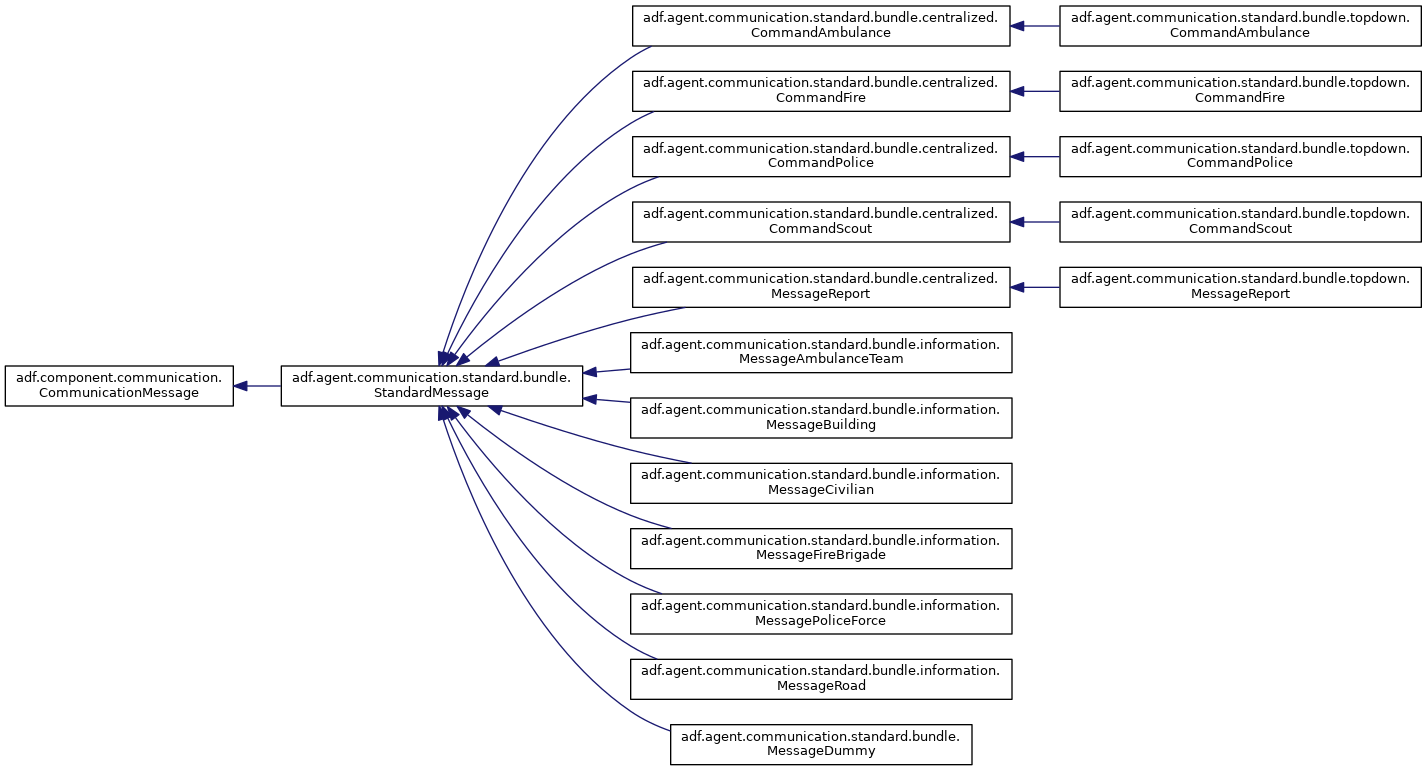 adf.agent.communication.standard.bundle.centralized.
CommandAmbulance
adf.agent.communication.standard.bundle.topdown.
CommandAmbulance
adf.agent.communication.standard.bundle.centralized.
CommandFire
adf.agent.communication.standard.bundle.topdown.
CommandFire
adf.agent.communication.standard.bundle.centralized.
CommandPolice
adf.agent.communication.standard.bundle.topdown.
CommandPolice
adf.agent.communication.standard.bundle.centralized.
CommandScout
adf.agent.communication.standard.bundle.topdown.
CommandScout
adf.agent.communication.standard.bundle.centralized.
MessageReport
adf.agent.communication.standard.bundle.topdown.
MessageReport
adf.agent.communication.standard.bundle.information.
MessageAmbulanceTeam
adf.component.communication.
CommunicationMessage
adf.agent.communication.standard.bundle.
StandardMessage
adf.agent.communication.standard.bundle.information.
MessageBuilding
adf.agent.communication.standard.bundle.information.
MessageCivilian
adf.agent.communication.standard.bundle.information.
MessageFireBrigade
adf.agent.communication.standard.bundle.information.
MessagePoliceForce
adf.agent.communication.standard.bundle.information.
MessageRoad
adf.agent.communication.standard.bundle.
MessageDummy